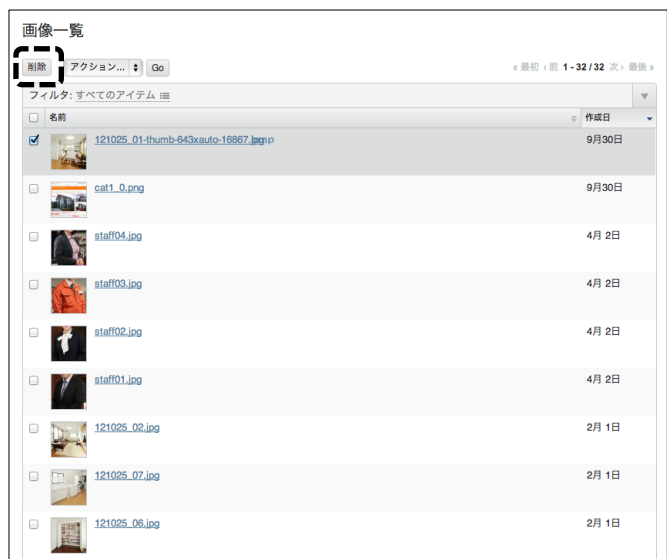 画像一覧
削除 アクション... Go «最初 ‹前 1 - 32 / 32 次› 最後»
フィルタ: すべてのアイテム
名前 作成日
121025_01-thumb-643xauto-16867.jpg 9月30日
cat1_0.png 9月30日
staff04.jpg 4月 2日
staff03.jpg 4月 2日
staff02.jpg 4月 2日
staff01.jpg 4月 2日
121025_02.jpg 2月 1日
121025_07.jpg 2月 1日
121025_06.jpg 2月 1日